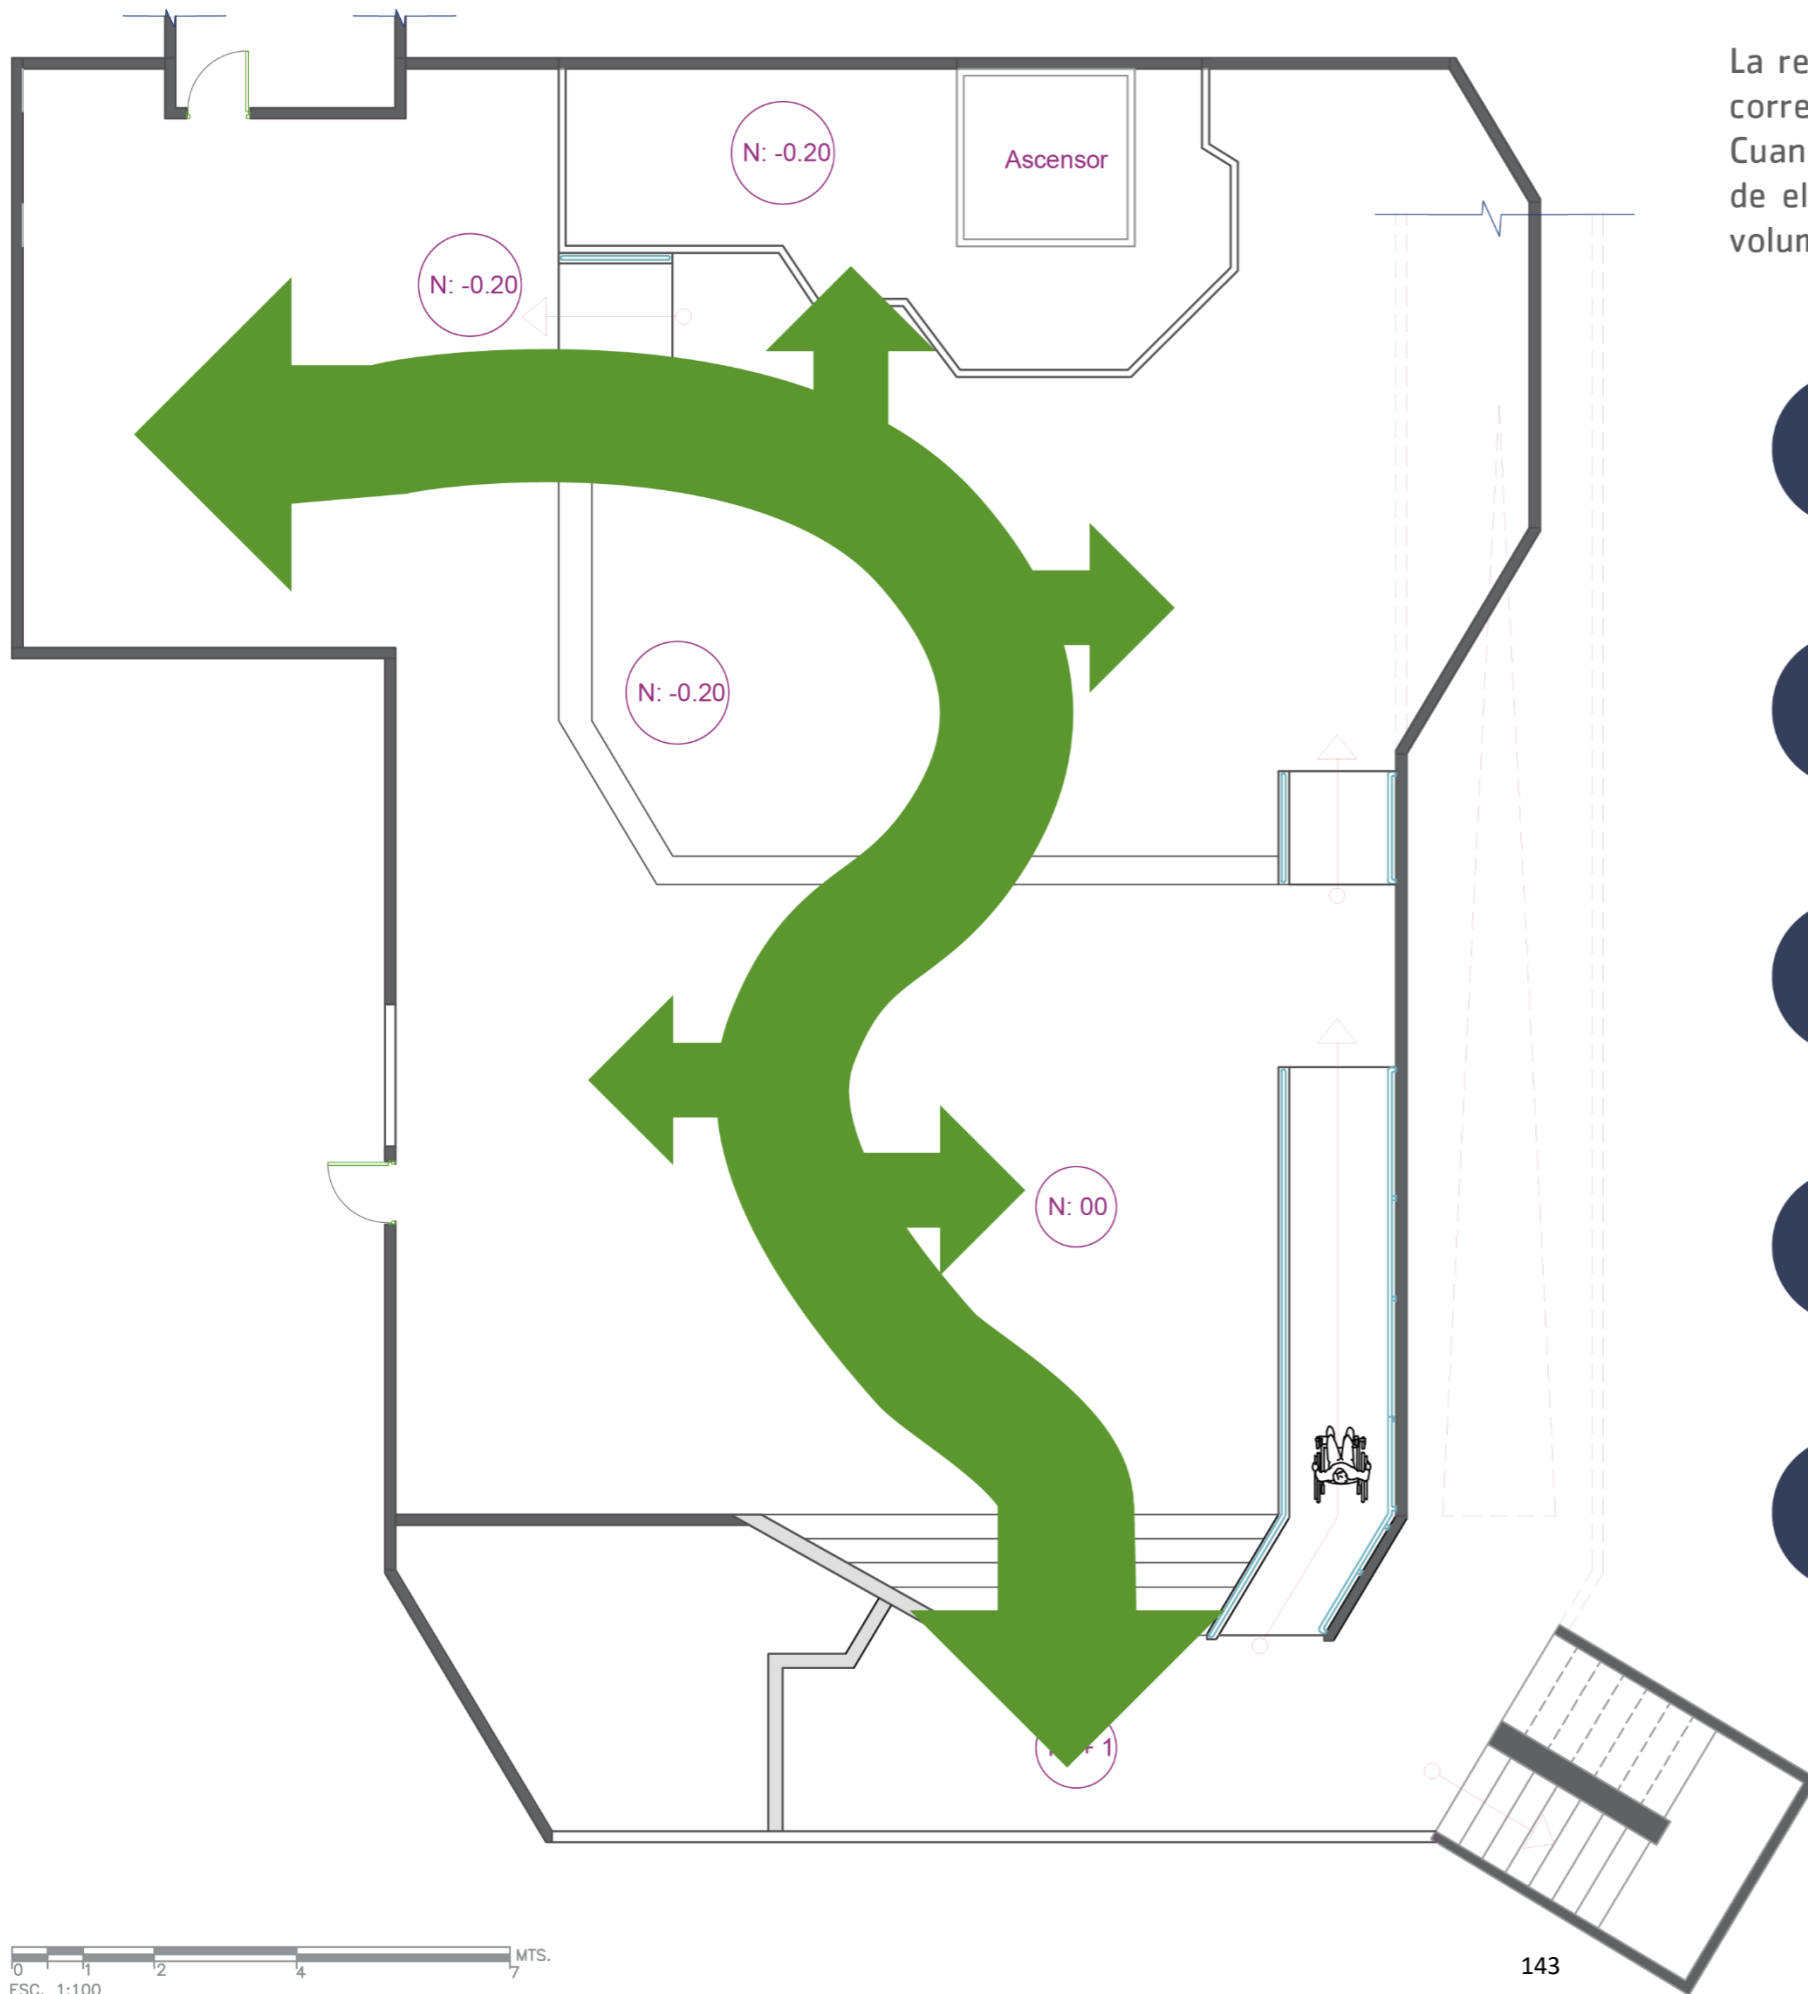 La re
corre
Cuan
de el
volun
N: -0.20
Ascensor
N: -0.20
N: -0.20
N: 00
+ 1
0 1 2 4 7 MTS.
ESC. 1:100
143